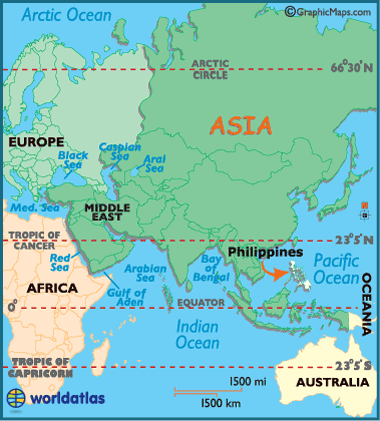 ©GraphicMaps.com
Arctic Ocean
ARCTIC
CIRCLE
66°30'N
ASIA
EUROPE
Black
Sea
Caspian
Sea
Aral
Sea
Med. Sea
MIDDLE
EAST
TROPIC OF
CANCER
23°5'N
Philippines
Pacific
Ocean
Red
Sea
Arabian
Sea
Bay
of
Bengal
OCEANIA
AFRICA
Gulf of
Aden
EQUATOR
0°
Indian
Ocean
TROPIC OF
CAPRICORN
23°5'S
1500 mi
1500 km
AUSTRALIA
worldatlas